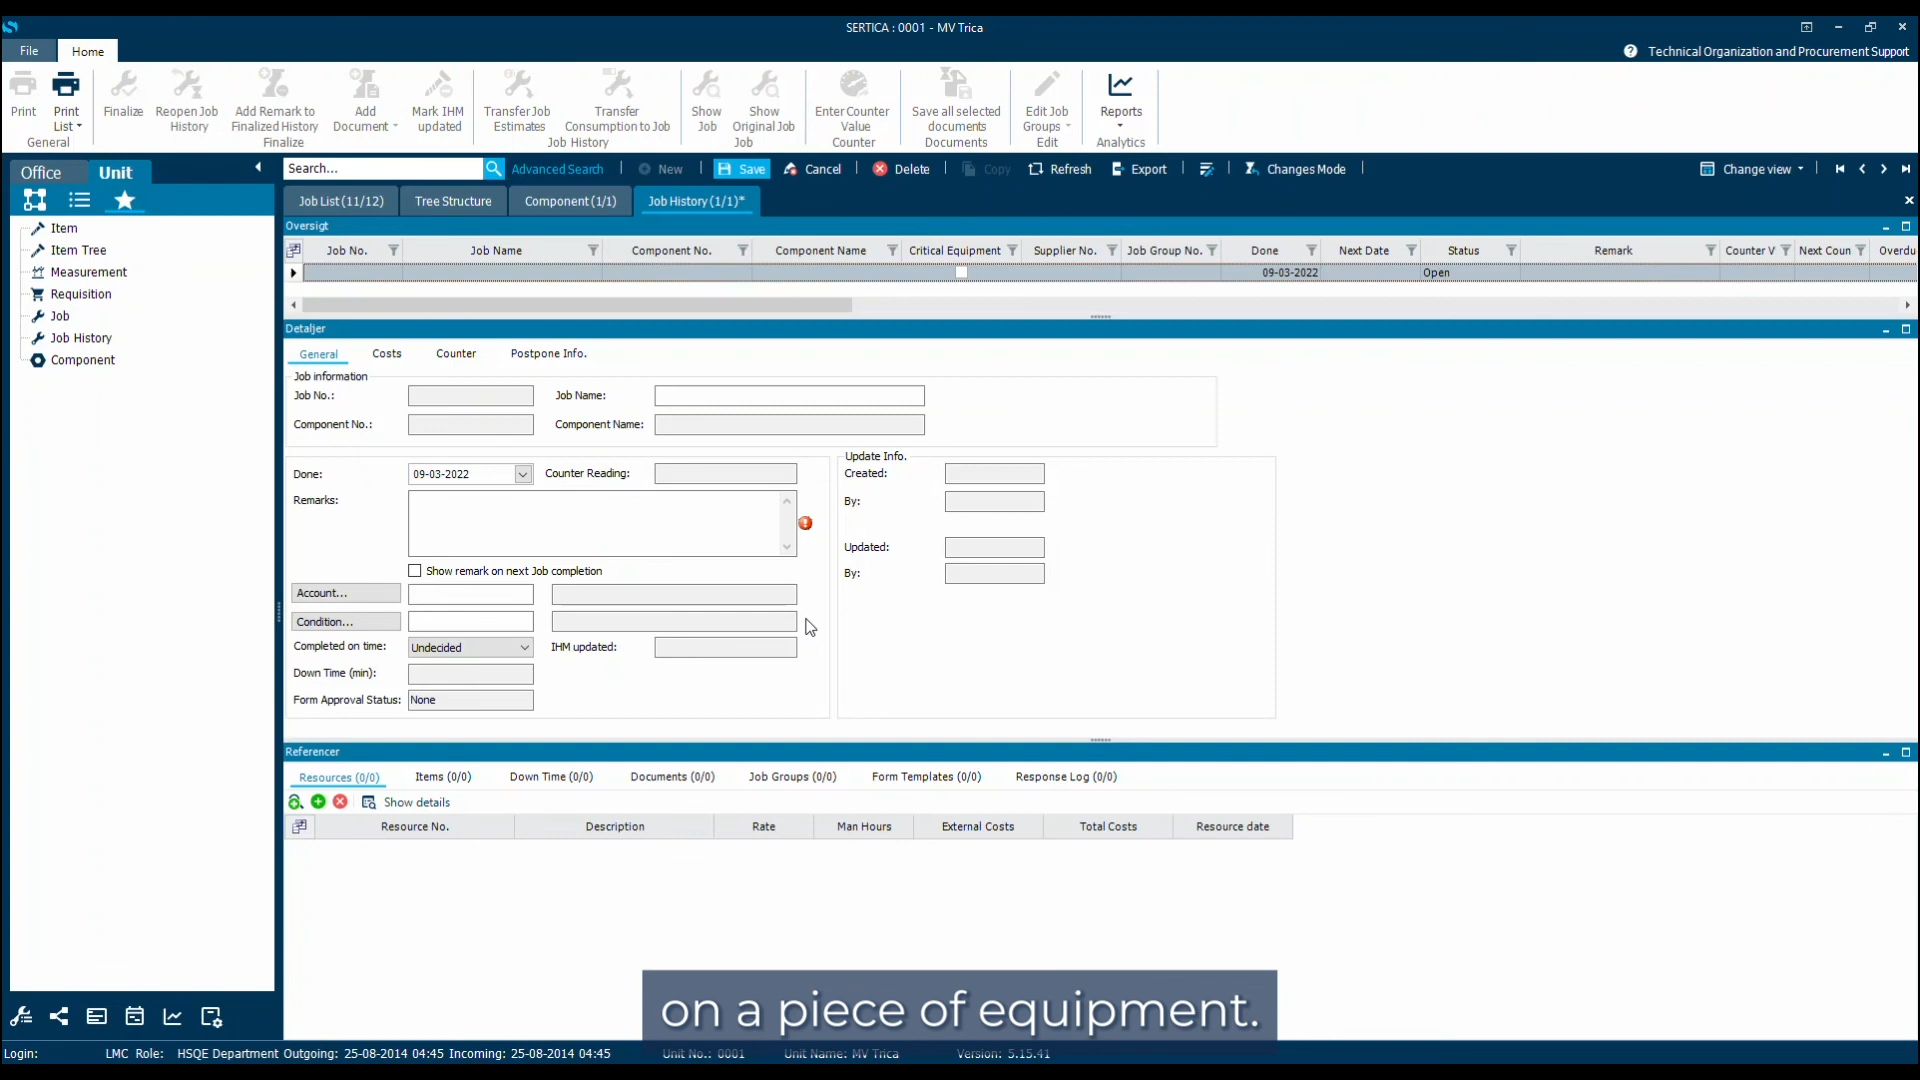 SERTICA : 0001 - MV Trica
File
Home
Technical Organization and Procurement Support
Print
Print List
General
Finalize
Reopen Job History
Add Remark to Finalized History
Add Document
Mark IHM updated
Finalize
Transfer Job Estimates
Transfer Consumption to Job
Job History
Show Job
Show Original Job
Job
Enter Counter Value
Counter
Save all selected documents
Documents
Edit Job Groups
Edit
Reports
Analytics
Office
Unit
Search...
Advanced Search
New
Save
Cancel
Delete
Copy
Refresh
Export
Changes Mode
Change view
Item
Item Tree
Measurement
Requisition
Job
Job History
Component
Job List (11/12)
Tree Structure
Component (1/1)
Job History (1/1)*
Oversigt
Job No.
Job Name
Component No.
Component Name
Critical Equipment
Supplier No.
Job Group No.
Done
Next Date
Status
Remark
Counter V
Next Coun
Overdu
09-03-2022
Open
Detaljer
General
Costs
Counter
Postpone Info.
Job information
Job No.:
Job Name:
Component No.:
Component Name:
Done:
09-03-2022
Counter Reading:
Remarks:
Show remark on next Job completion
Account...
Condition...
Completed on time:
Undecided
IHM updated:
Down Time (min):
Form Approval Status:
None
Update Info.
Created:
By:
Updated:
By:
Referencer
Resources (0/0)
Items (0/0)
Down Time (0/0)
Documents (0/0)
Job Groups (0/0)
Form Templates (0/0)
Response Log (0/0)
Show details
Resource No.
Description
Rate
Man Hours
External Costs
Total Costs
Resource date
on a piece of equipment.
Login:
LMC Role: HSQE Department Outgoing: 25-08-2014 04:45 Incoming: 25-08-2014 04:45
Unit No.: 0001
Unit Name: MV Trica
Version: 5.15.41